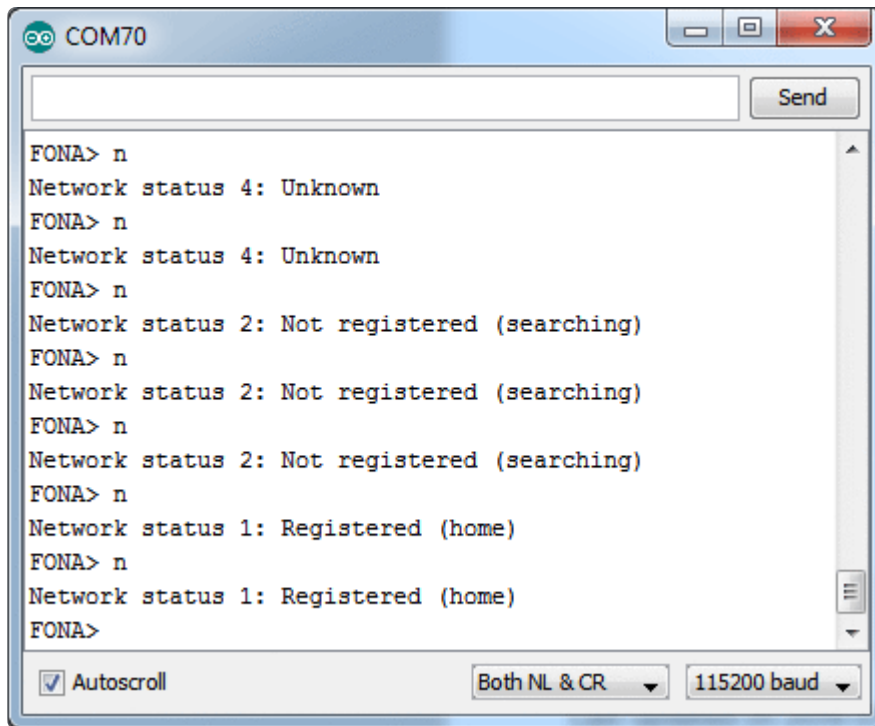 COM70
Send
FONA> n
Network status 4: Unknown
FONA> n
Network status 4: Unknown
FONA> n
Network status 2: Not registered (searching)
FONA> n
Network status 2: Not registered (searching)
FONA> n
Network status 2: Not registered (searching)
FONA> n
Network status 1: Registered (home)
FONA> n
Network status 1: Registered (home)
FONA>
Autoscroll Both NL & CR 115200 baud